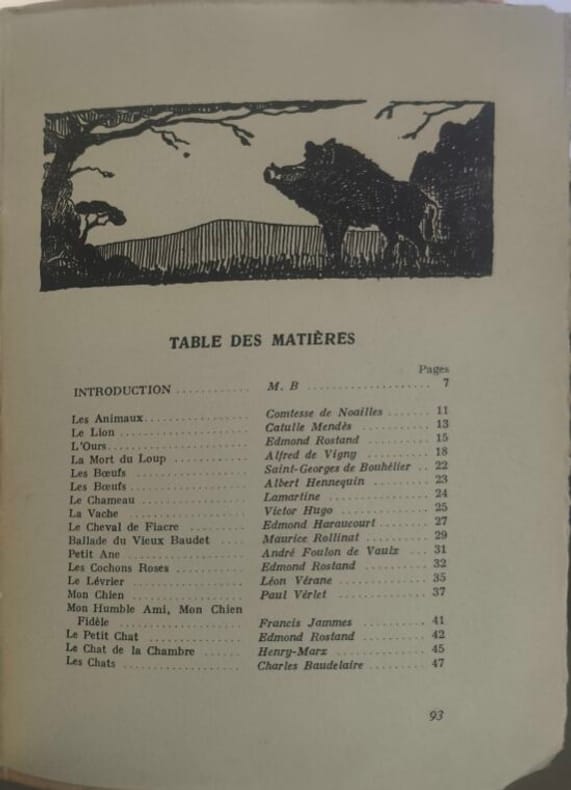 TABLE DES MATIÈRES
Pages
INTRODUCTION .......... M. B .................... 7
Les Animaux................ Comtesse de Noailles ....... 11
Le Lion .................... Catulle Mendès ........... 13
L'Ours...................... Edmond Rostand ........... 15
La Mort du Loup ........... Alfred de Vigny ........... 18
Les Bœufs ................. Saint-Georges de Bouhélier .. 22
Les Bœufs................... Albert Hennequin .......... 23
Le Chameau ................ Lamartine ................. 24
La Vache .................. Victor Hugo ............... 25
Le Cheval de Fiacre ........ Edmond Haraucourt ........ 27
Ballade du Vieux Baudet .... Maurice Rollinat .......... 29
Petit Ane .................. André Foulon de Vaulx ... 31
Les Cochons Roses .......... Edmond Rostand .......... 32
Le Lévrier ................. Léon Vérane .............. 35
Mon Chien .................. Paul Vérlet .............. 37
Mon Humble Ami, Mon Chien
Fidèle .................... Francis Jammes .......... 41
Le Petit Chat .............. Edmond Rostand ......... 42
Le Chat de la Chambre ...... Henry-Marx .............. 45
Les Chats .................. Charles Baudelaire ........ 47
93